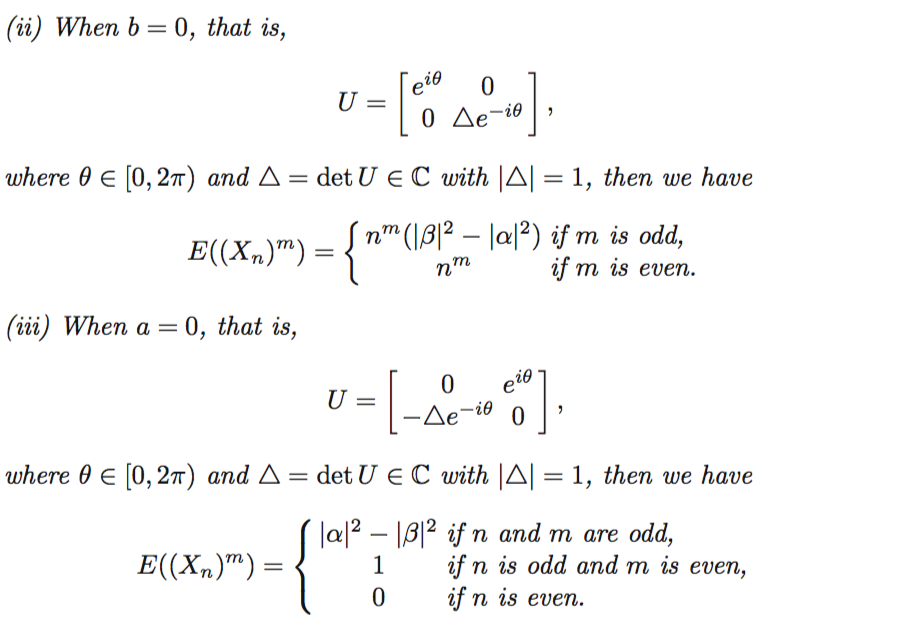 (ii) When b = 0, that is,
U = [ e^{iθ} 0
0 Δe^{−iθ} ],
where θ ∈ [0, 2π) and △ = det U ∈ ℂ with |△| = 1, then we have
E((X_n)^m) = { n^m(|β|² − |α|²) if m is odd,
n^m if m is even.
(iii) When a = 0, that is,
U = [ 0 e^{iθ}
−Δe^{−iθ} 0 ],
where θ ∈ [0, 2π) and △ = det U ∈ ℂ with |△| = 1, then we have
E((X_n)^m) = { |α|² − |β|² if n and m are odd,
1 if n is odd and m is even,
0 if n is even.